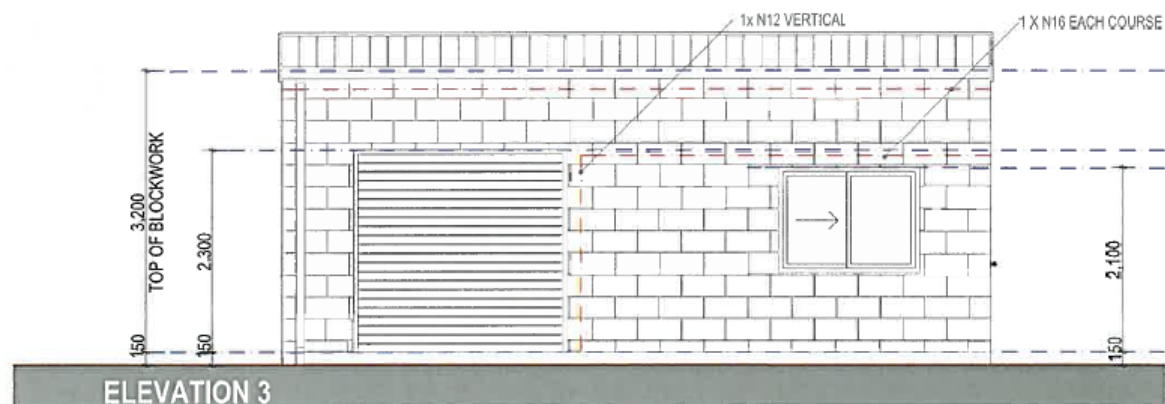 1x N12 VERTICAL
1 X N16 EACH COURSE
3,200
TOP OF BLOCKWORK
2,300
2,100
150
150
150
ELEVATION 3